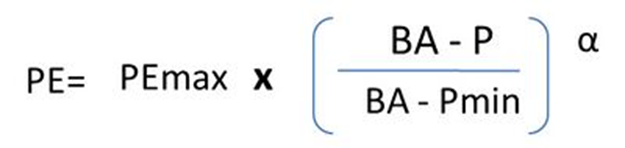 PE= PEmax x ( BA - P / BA - Pmin ) α